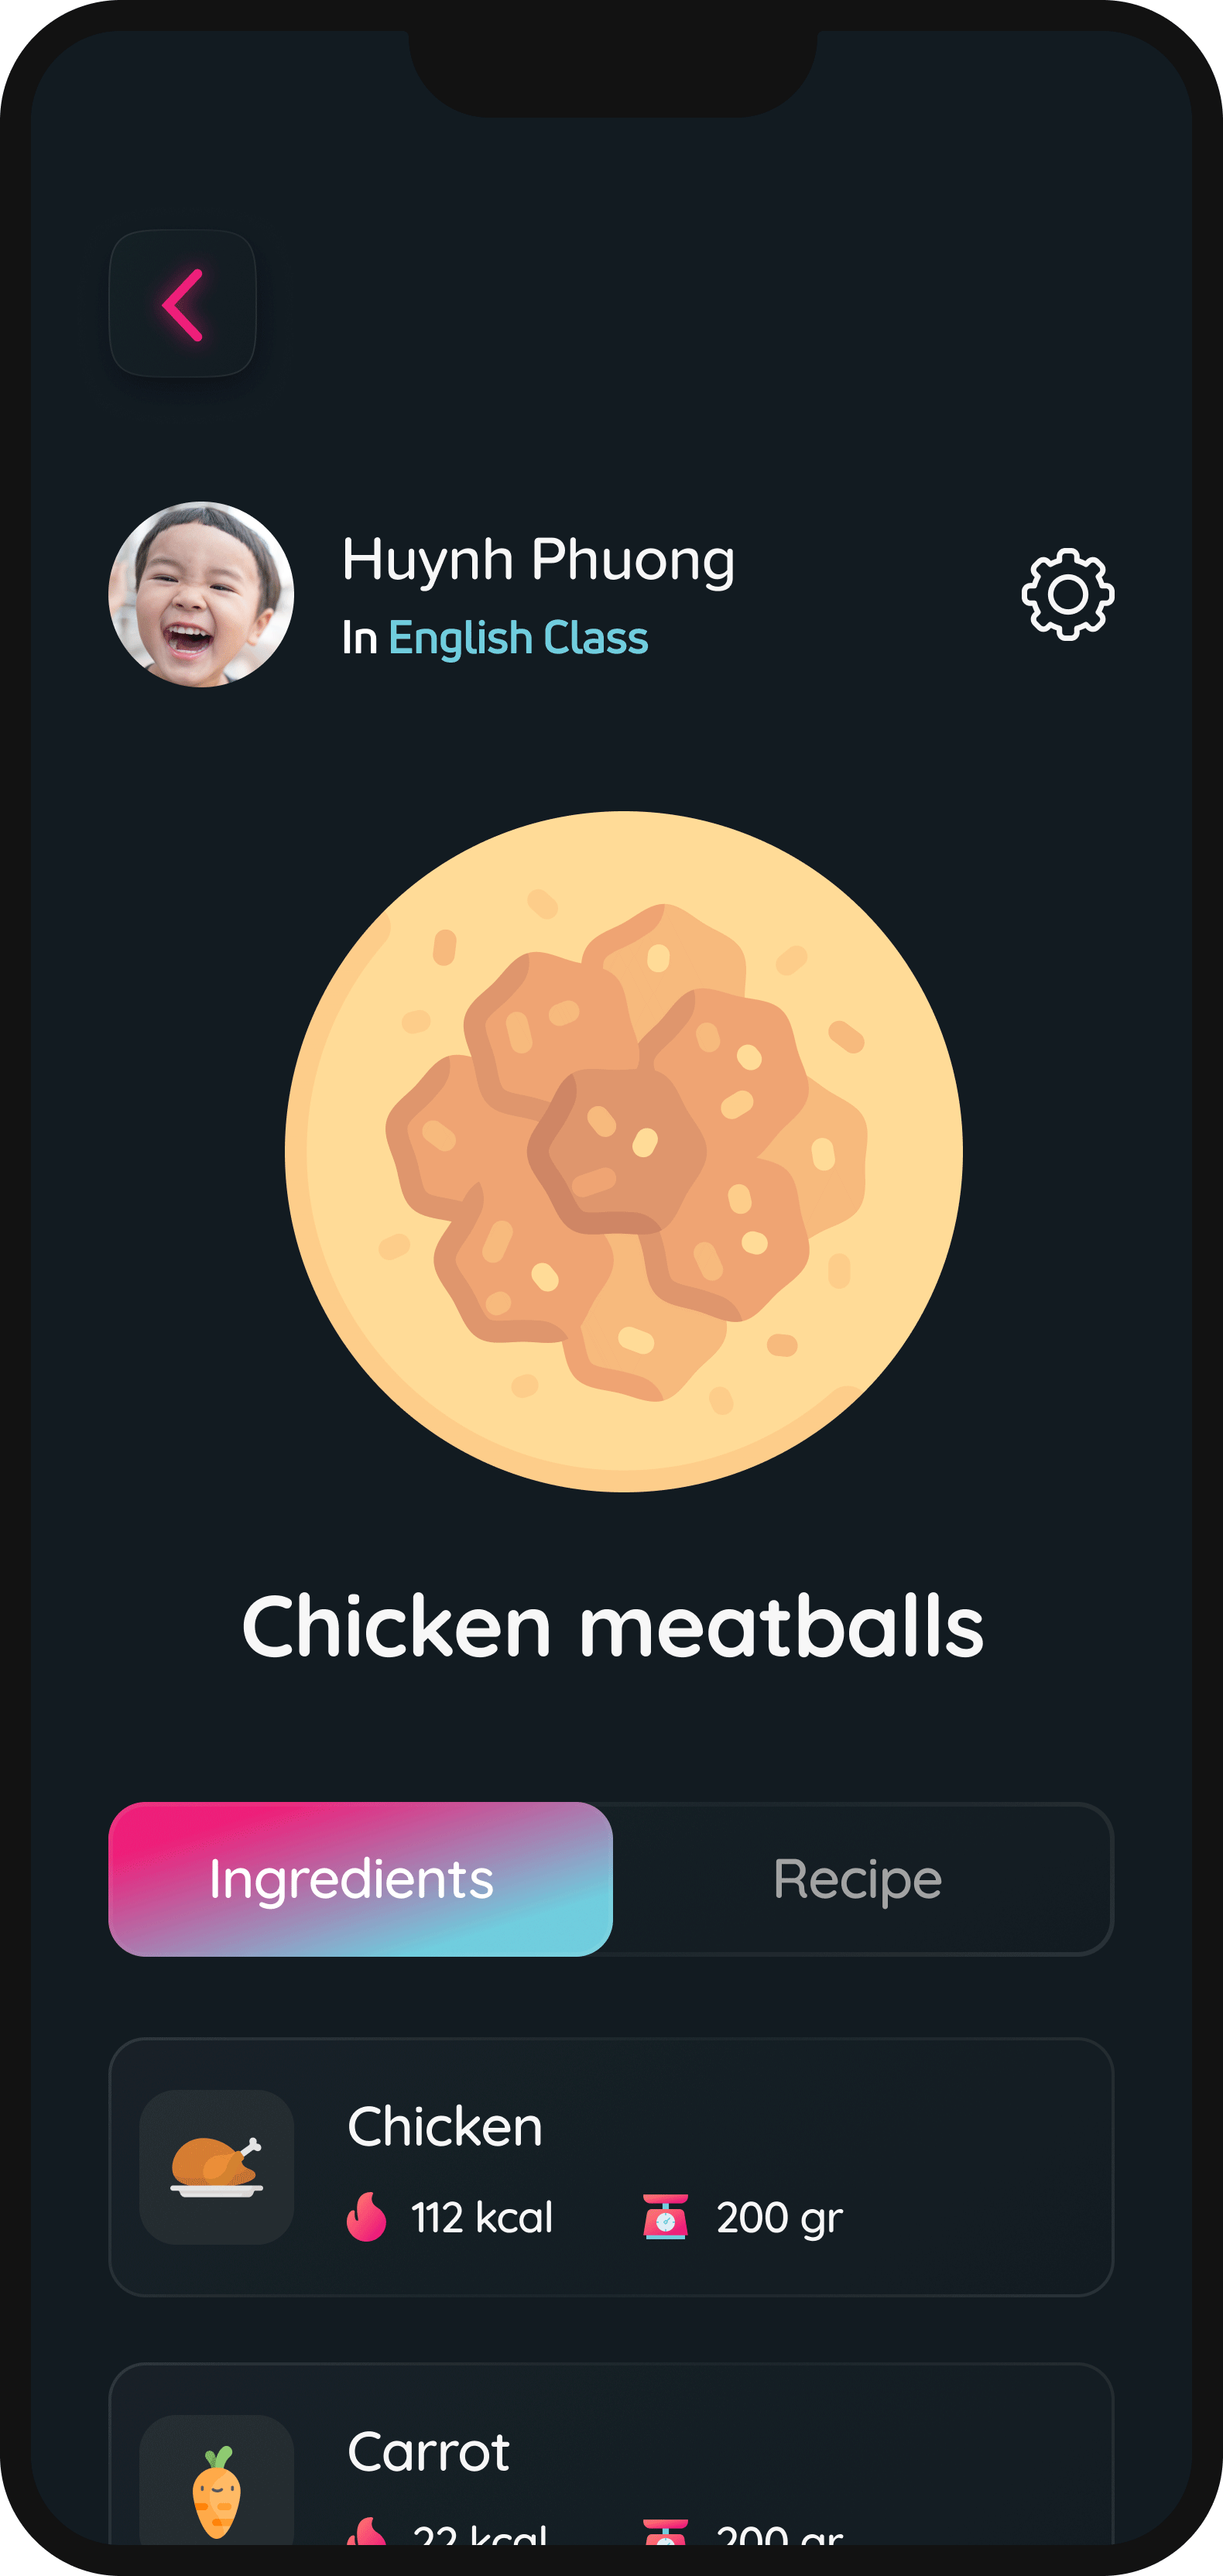 Huynh Phuong
In English Class
Chicken meatballs
Ingredients
Recipe
Chicken
112 kcal
200 gr
Carrot
22 kcal
200 gr